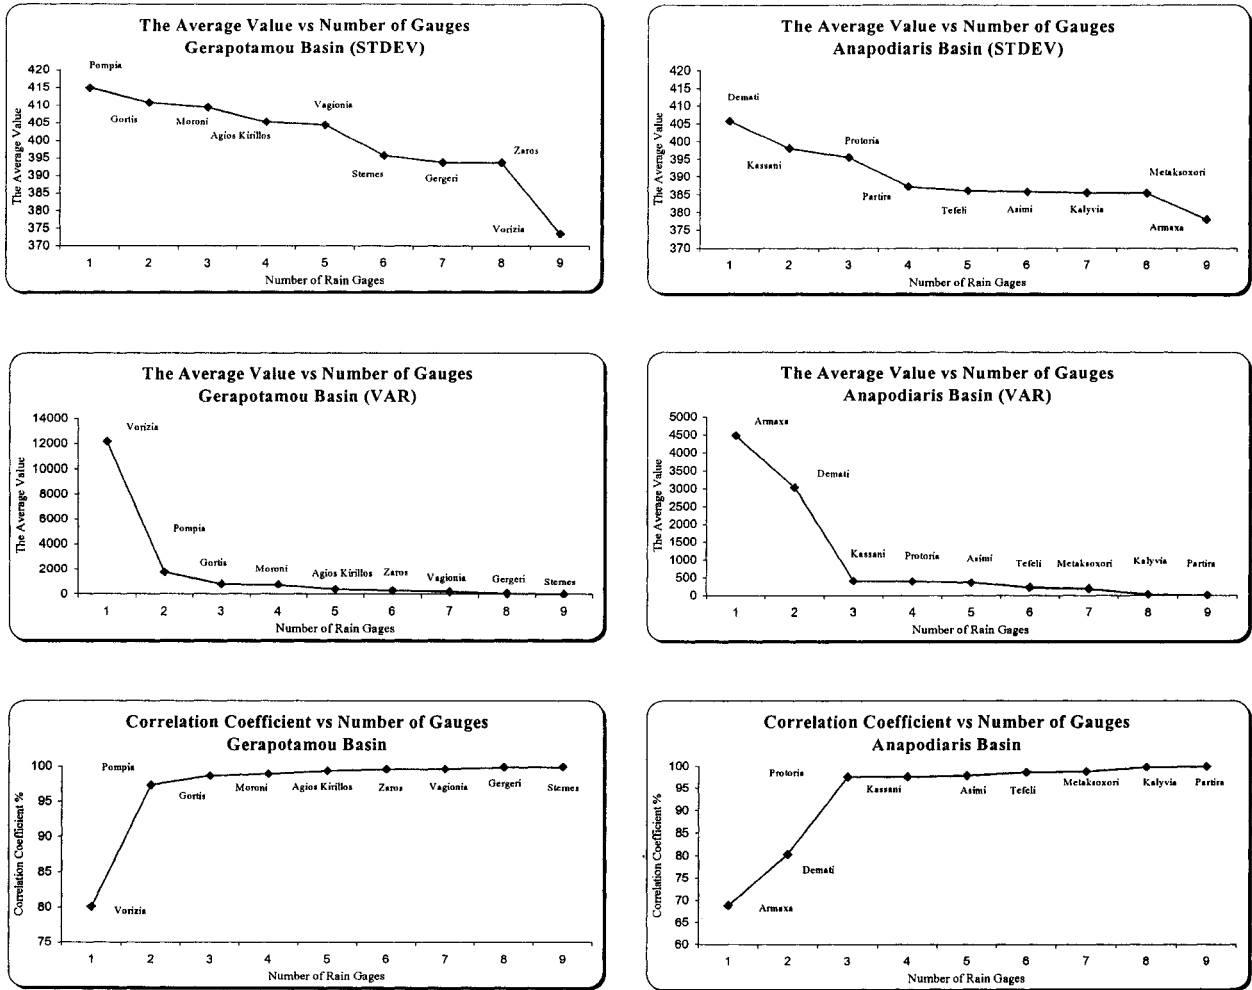 The Average Value vs Number of Gauges
Gerapotamou Basin (STDEV)
The Average Value
420
415
410
405
400
395
390
385
380
375
370
Pompia
Gortis
Moroni
Agios Kirillos
Vagionia
Sternes
Gergeri
Zaros
Vorizia
1 2 3 4 5 6 7 8 9
Number of Rain Gages
The Average Value vs Number of Gauges
Anapodiaris Basin (STDEV)
The Average Value
420
415
410
405
400
395
390
385
380
375
370
Demati
Kassani
Protoria
Partira
Tefeli
Asimi
Kalyvia
Metaksoxori
Armaxa
1 2 3 4 5 6 7 8 9
Number of Rain Gages
The Average Value vs Number of Gauges
Gerapotamou Basin (VAR)
The Average Value
14000
12000
10000
8000
6000
4000
2000
0
Vorizia
Pompia
Gortis
Moroni
Agios Kirillos
Zaros
Vagionia
Gergeri
Sternes
1 2 3 4 5 6 7 8 9
Number of Rain Gages
The Average Value vs Number of Gauges
Anapodiaris Basin (VAR)
The Average Value
5000
4500
4000
3500
3000
2500
2000
1500
1000
500
0
Armaxa
Demati
Kassani
Protoria
Asimi
Tefeli
Metaksoxori
Kalyvia
Partira
1 2 3 4 5 6 7 8 9
Number of Rain Gages
Correlation Coefficient vs Number of Gauges
Gerapotamou Basin
Correlation Coefficient %
100
95
90
85
80
75
Pompia
Gortis
Moroni
Agios Kirillos
Zaros
Vagionia
Gergeri
Sternes
Vorizia
1 2 3 4 5 6 7 8 9
Number of Rain Gages
Correlation Coefficient vs Number of Gauges
Anapodiaris Basin
Correlation Coefficient %
100
95
90
85
80
75
70
65
60
Protoria
Kassani
Asimi
Tefeli
Metaksoxori
Kalyvia
Partira
Demati
Armaxa
1 2 3 4 5 6 7 8 9
Number of Rain Gages